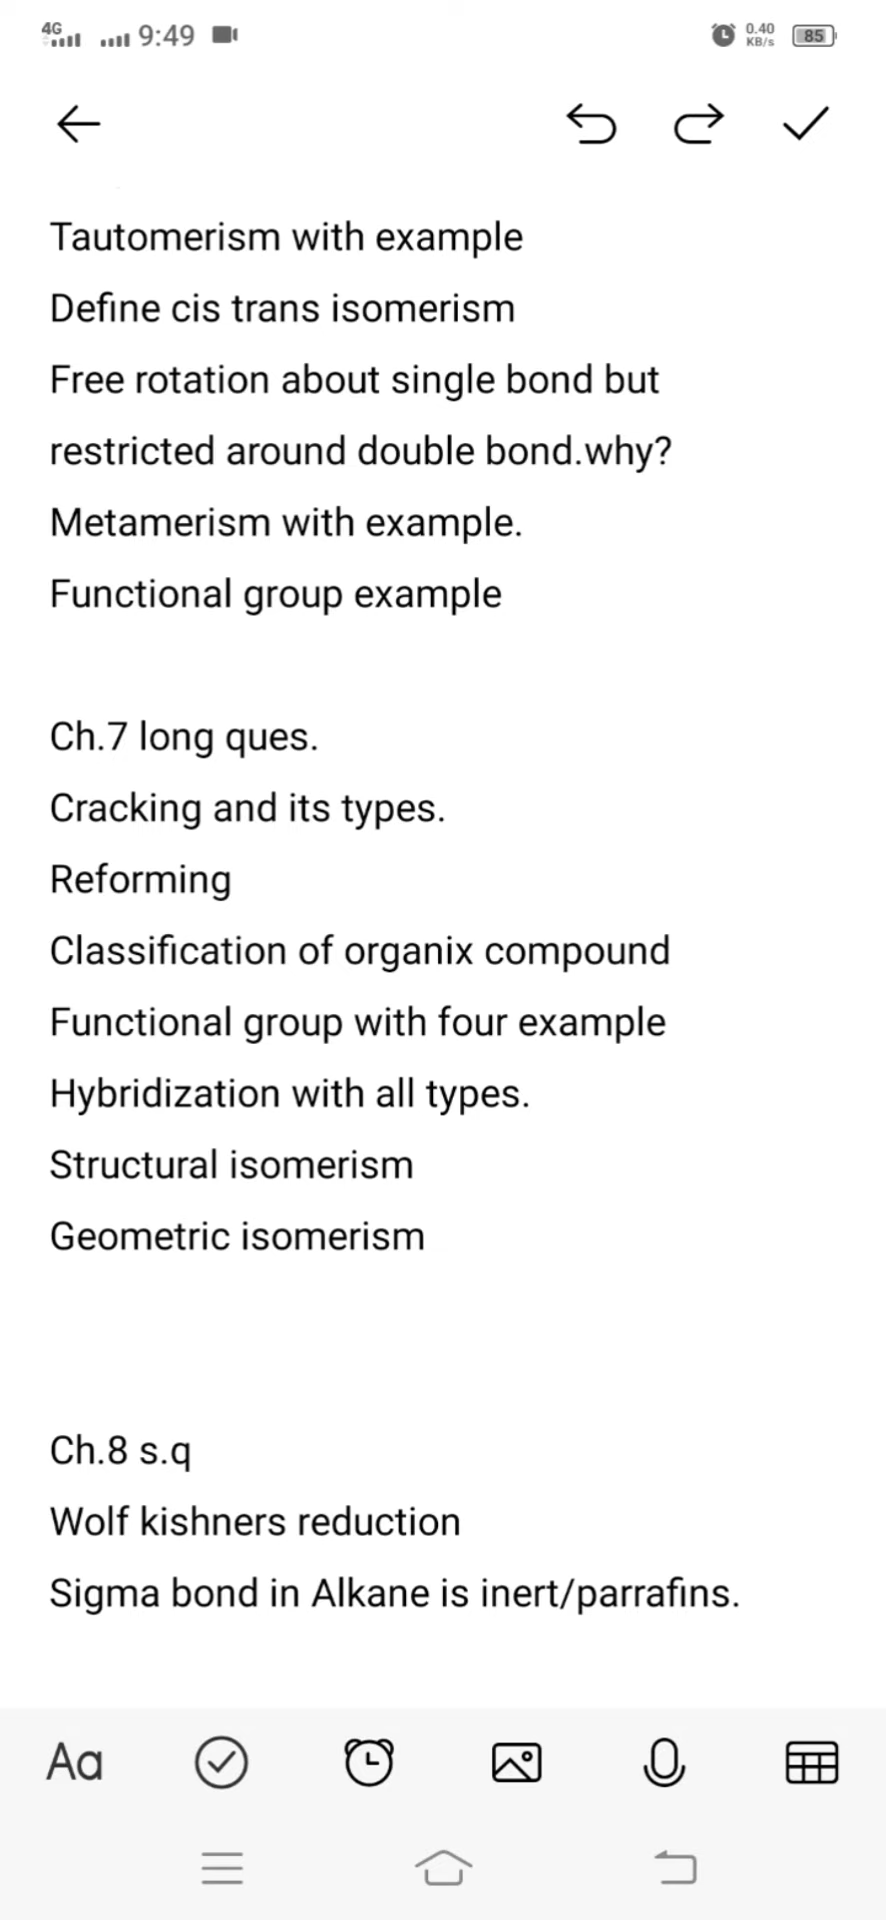 4G 9:49 0.40 KB/s 85
Tautomerism with example
Define cis trans isomerism
Free rotation about single bond but
restricted around double bond.why?
Metamerism with example.
Functional group example
Ch.7 long ques.
Cracking and its types.
Reforming
Classification of organix compound
Functional group with four example
Hybridization with all types.
Structural isomerism
Geometric isomerism
Ch.8 s.q
Wolf kishners reduction
Sigma bond in Alkane is inert/parrafins.
Aa